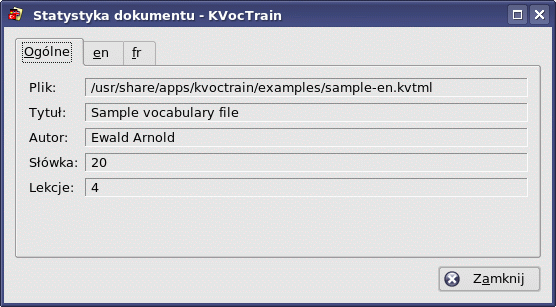 Statystyka dokumentu - KVocTrain
Ogólne en fr
Plik: /usr/share/apps/kvoctrain/examples/sample-en.kvtml
Tytuł: Sample vocabulary file
Autor: Ewald Arnold
Słówka: 20
Lekcje: 4
Zamknij